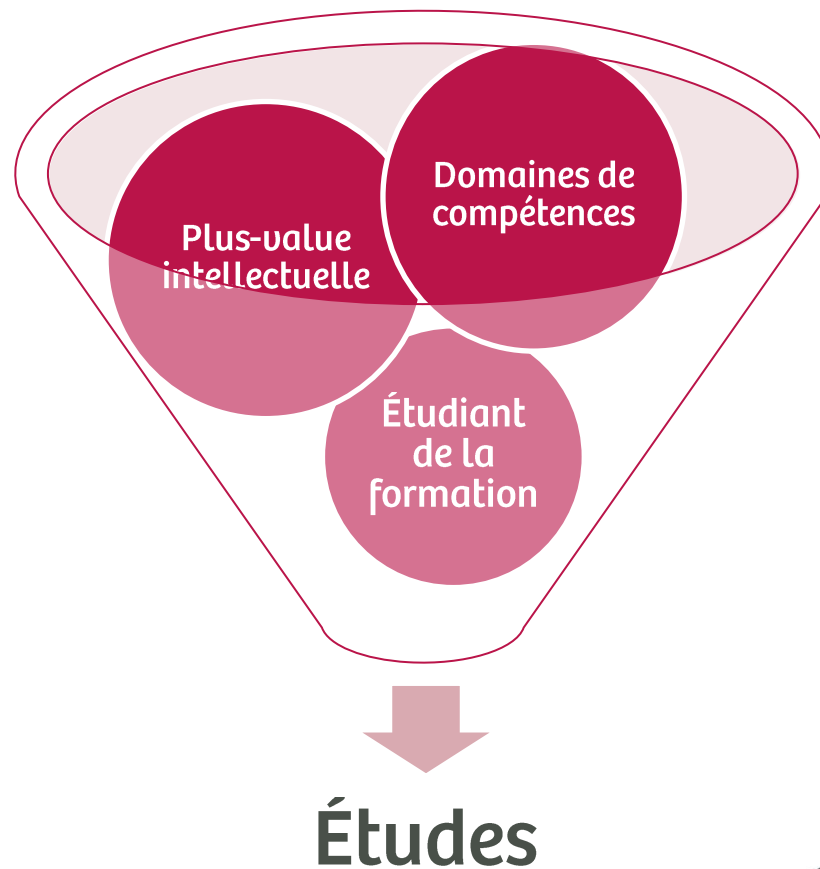 Plus-value
intellectuelle
Domaines de
compétences
Étudiant
de la
formation
Études